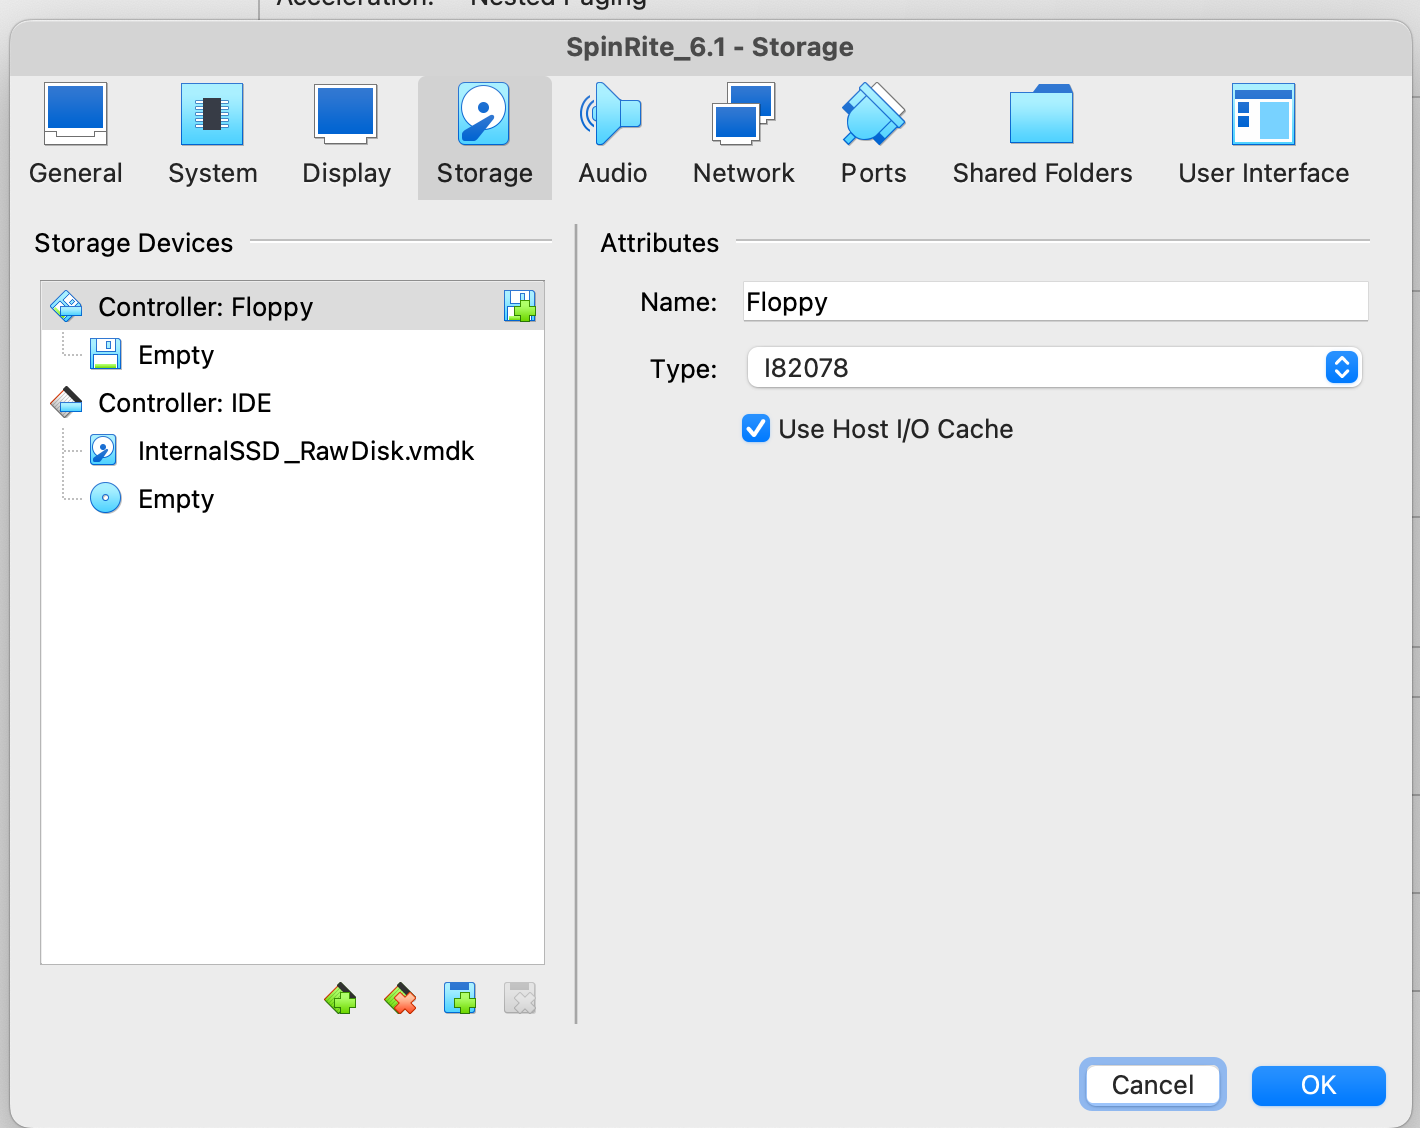 Acceleration: Nested Paging
SpinRite_6.1 - Storage
General System Display Storage Audio Network Ports Shared Folders User Interface
Storage Devices
Controller: Floppy
Empty
Controller: IDE
InternalSSD_RawDisk.vmdk
Empty
Attributes
Name: Floppy
Type: I82078
Use Host I/O Cache
Cancel OK